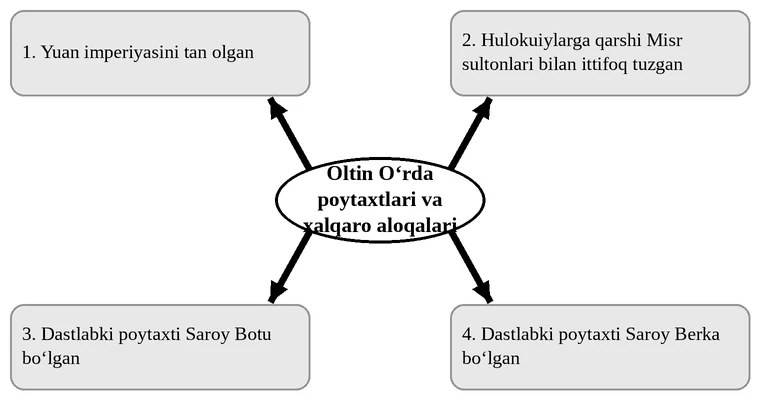 1. Yuan imperiyasini tan olgan
2. Hulokuiylarga qarshi Misr
sultonlari bilan ittifoq tuzgan
Oltin O‘rda
poytaxtlari va
xalqaro aloqalari
3. Dastlabki poytaxti Saroy Botu
bo‘lgan
4. Dastlabki poytaxti Saroy Berka
bo‘lgan